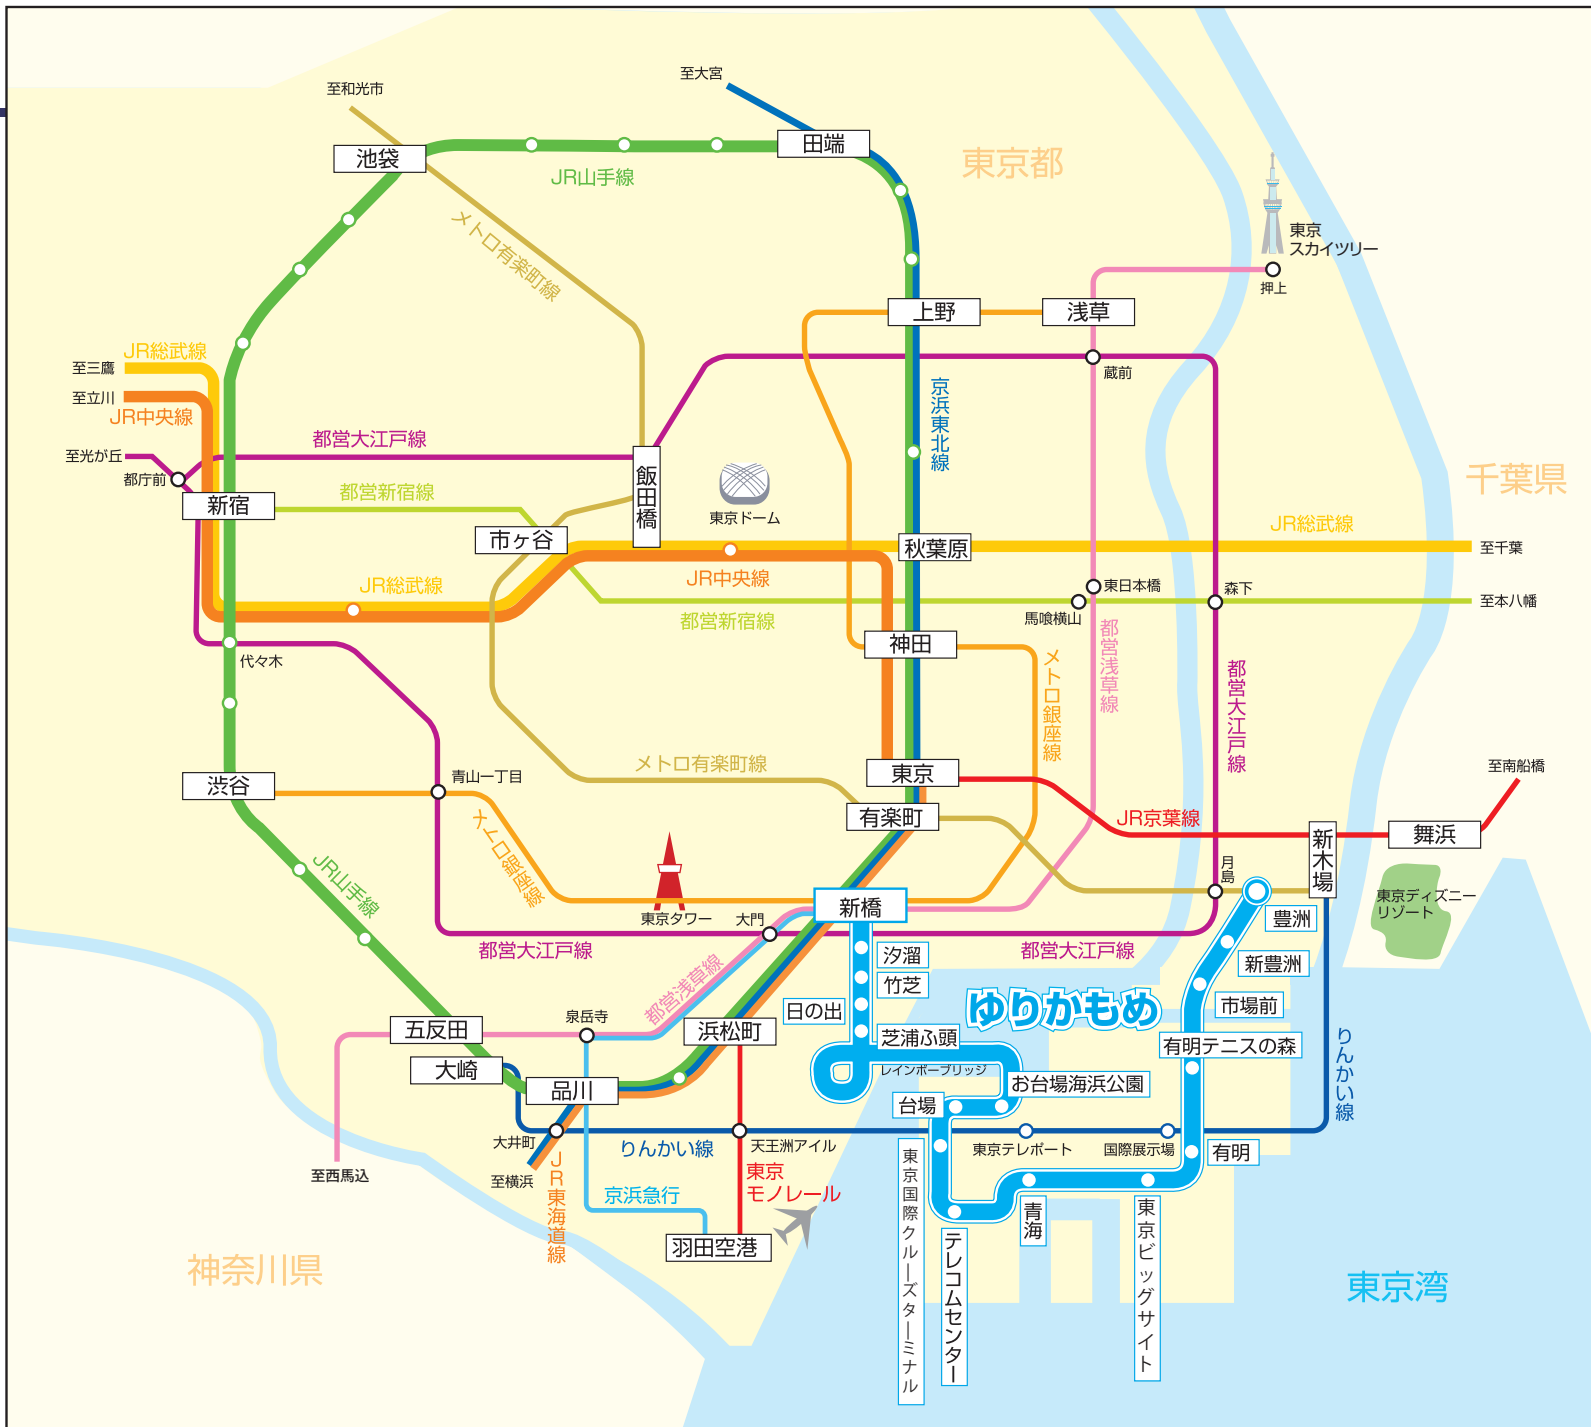 至大宮
至和光市
田端
池袋
東京都
JR山手線
メトロ有楽町線
東京
スカイツリー
押上
上野
浅草
JR総武線
至三鷹
至立川
JR中央線
蔵前
京浜東北線
都営大江戸線
至光が丘
都庁前
飯田橋
千葉県
都営新宿線
新宿
東京ドーム
市ヶ谷
JR総武線
秋葉原
至千葉
JR総武線
JR中央線
東日本橋
森下
至本八幡
馬喰横山
都営新宿線
都営浅草線
神田
代々木
メトロ銀座線
都営大江戸線
メトロ有楽町線
東京
至南船橋
渋谷
青山一丁目
有楽町
JR京葉線
舞浜
新木場
メトロ銀座線
JR山手線
月島
東京ディズニー
リゾート
新橋
東京タワー
大門
豊洲
都営大江戸線
都営大江戸線
汐溜
新豊洲
竹芝
都営浅草線
ゆりかもめ
市場前
日の出
泉岳寺
五反田
浜松町
芝浦ふ頭
有明テニスの森
りんかい線
レインボーブリッジ
大崎
お台場海浜公園
品川
台場
大井町
りんかい線
天王洲アイル
東京テレポート
国際展示場
有明
至西馬込
至横浜
JR東海道線
京浜急行
東京
モノレール
東京国際クルーズターミナル
青海
東京ビッグサイト
テレコムセンター
羽田空港
神奈川県
東京湾